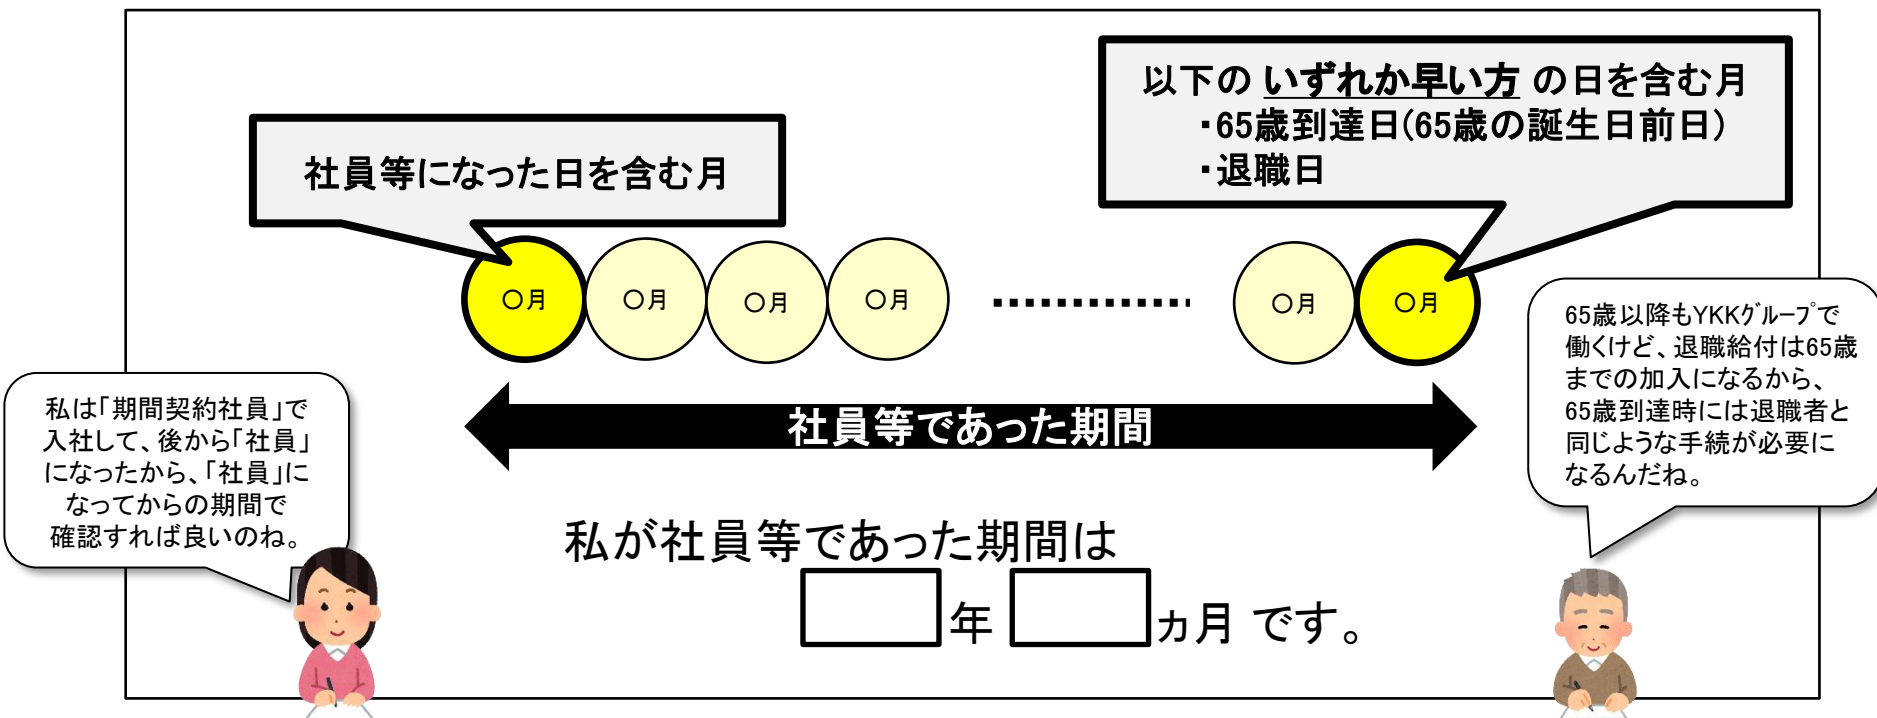 以下の いずれか早い方 の日を含む月
・65歳到達日(65歳の誕生日前日)
・退職日
社員等になった日を含む月
〇月
〇月
〇月
〇月
〇月
〇月
65歳以降もYKKｸﾞﾙｰﾌﾟで
働くけど、退職給付は65歳
までの加入になるから、
65歳到達時には退職者と
同じような手続が必要に
なるんだね。
私は｢期間契約社員｣で
入社して、後から｢社員｣
になったから、｢社員｣に
なってからの期間で
確認すれば良いのね。
社員等であった期間
私が社員等であった期間は
年 ヵ月 です。